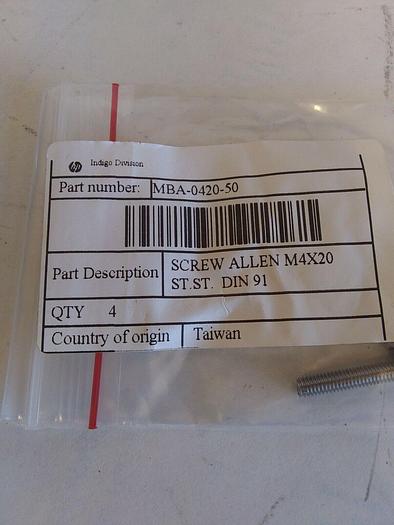 hp Indigo Division
Part number: MBA-0420-50
Part Description SCREW ALLEN M4X20
ST.ST. DIN 91
QTY 4
Country of origin Taiwan